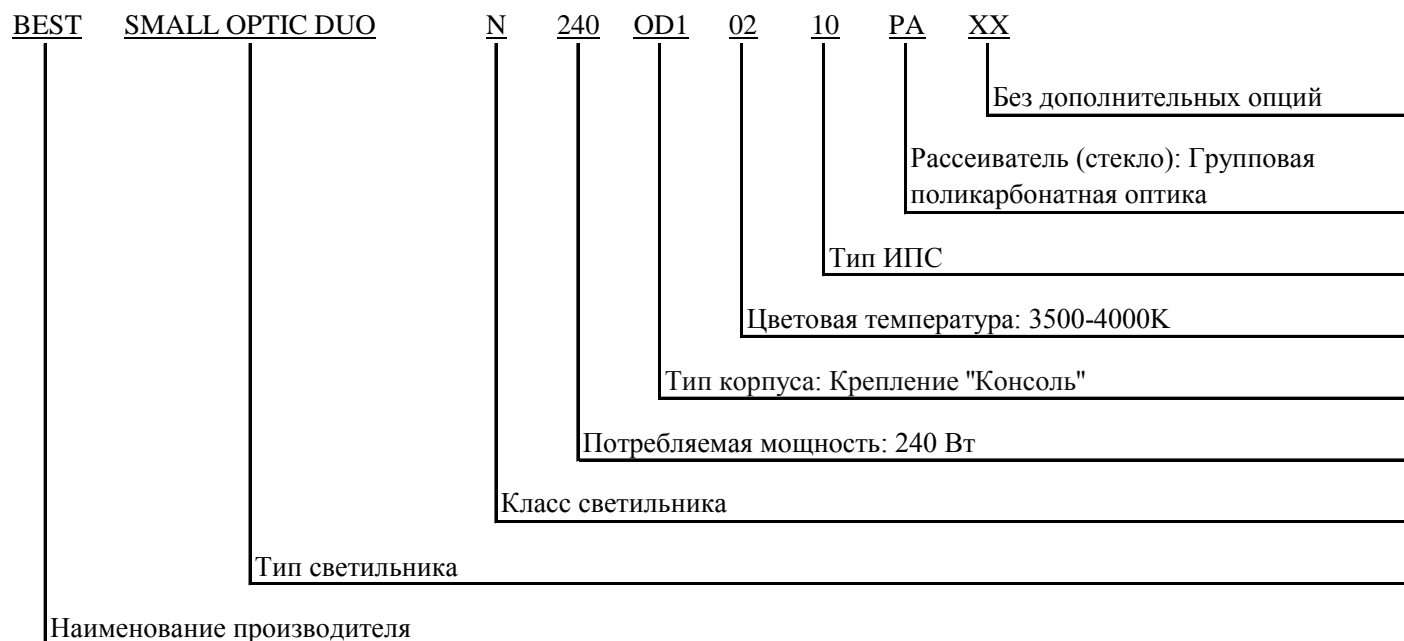 BEST SMALL OPTIC DUO N 240 OD1 02 10 PA XX
Без дополнительных опций
Рассеиватель (стекло): Групповая
поликарбонатная оптика
Тип ИПС
Цветовая температура: 3500-4000K
Тип корпуса: Крепление "Консоль"
Потребляемая мощность: 240 Вт
Класс светильника
Тип светильника
Наименование производителя